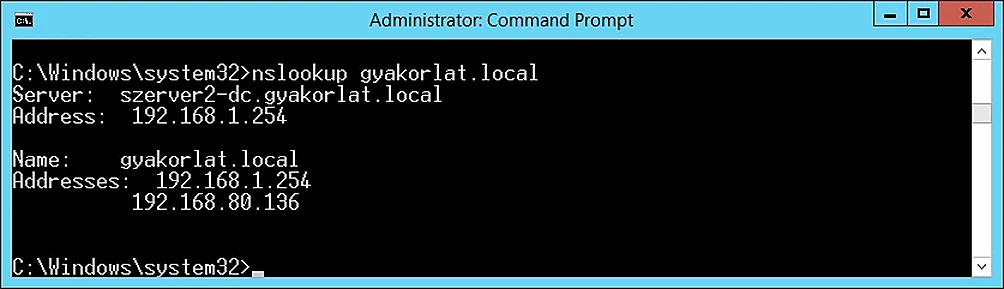 Administrator: Command Prompt
C:\Windows\system32>nslookup gyakorlat.local
Server:  szerver2-dc.gyakorlat.local
Address:  192.168.1.254
Name:    gyakorlat.local
Addresses:  192.168.1.254
192.168.80.136
C:\Windows\system32>_